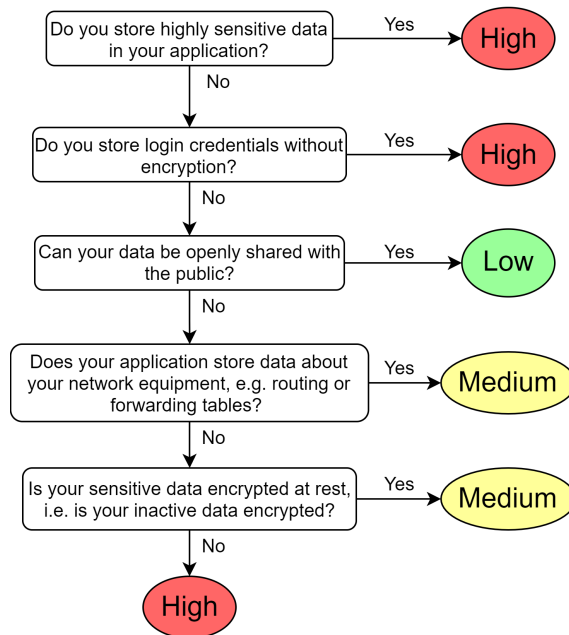 Do you store highly sensitive data
in your application?
Yes
High
No
Do you store login credentials without
encryption?
Yes
High
No
Can your data be openly shared with
the public?
Yes
Low
No
Does your application store data about
your network equipment, e.g. routing or
forwarding tables?
Yes
Medium
No
Is your sensitive data encrypted at rest,
i.e. is your inactive data encrypted?
Yes
Medium
No
High